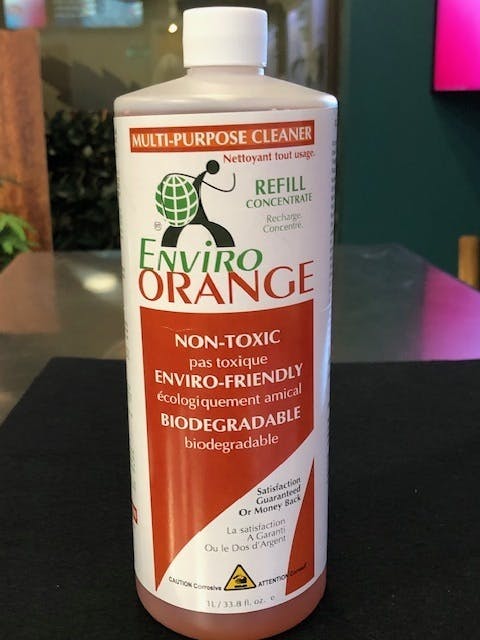 MULTI-PURPOSE CLEANER
Nettoyant tout usage.
REFILL
CONCENTRATE
Recharge.
Concentre.
ENVIRO
ORANGE
NON-TOXIC
pas toxique
ENVIRO-FRIENDLY
écologiquement amical
BIODEGRADABLE
biodegradable
Satisfaction
Guaranteed
Or Money Back
La satisfaction
A Garanti
Ou le Dos d'Argent
CAUTION Corrosive ATTENTION
1L / 33.8 fl. oz. e